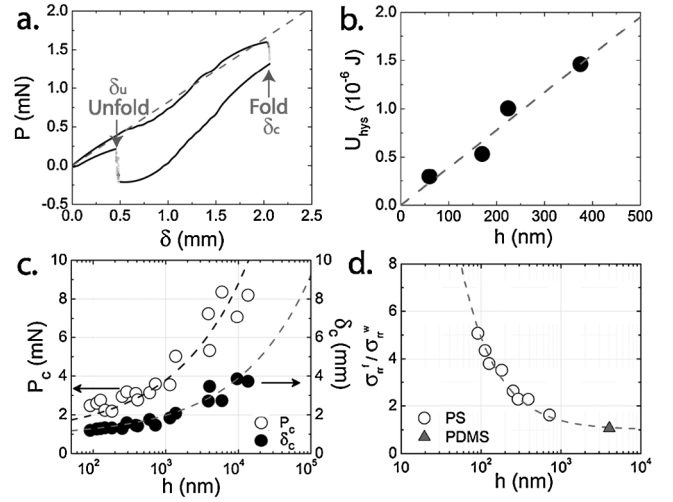 a.
P (mN)
2.0
1.5
1.0
0.5
0.0
-0.5
δu
Unfold
Fold
δc
0.0 0.5 1.0 1.5 2.0 2.5
δ (mm)
b.
Uhys (10-6 J)
2.0
1.5
1.0
0.5
0.0
0 100 200 300 400 500
h (nm)
c.
Pc (mN)
10
8
6
4
2
0
10
8
6
4
2
0
δc (mm)
Pc
δc
10² 10³ 10⁴ 10⁵
h (nm)
d.
σrrf / σrrw
8
6
4
2
0
PS
PDMS
10 10² 10³ 10⁴
h (nm)